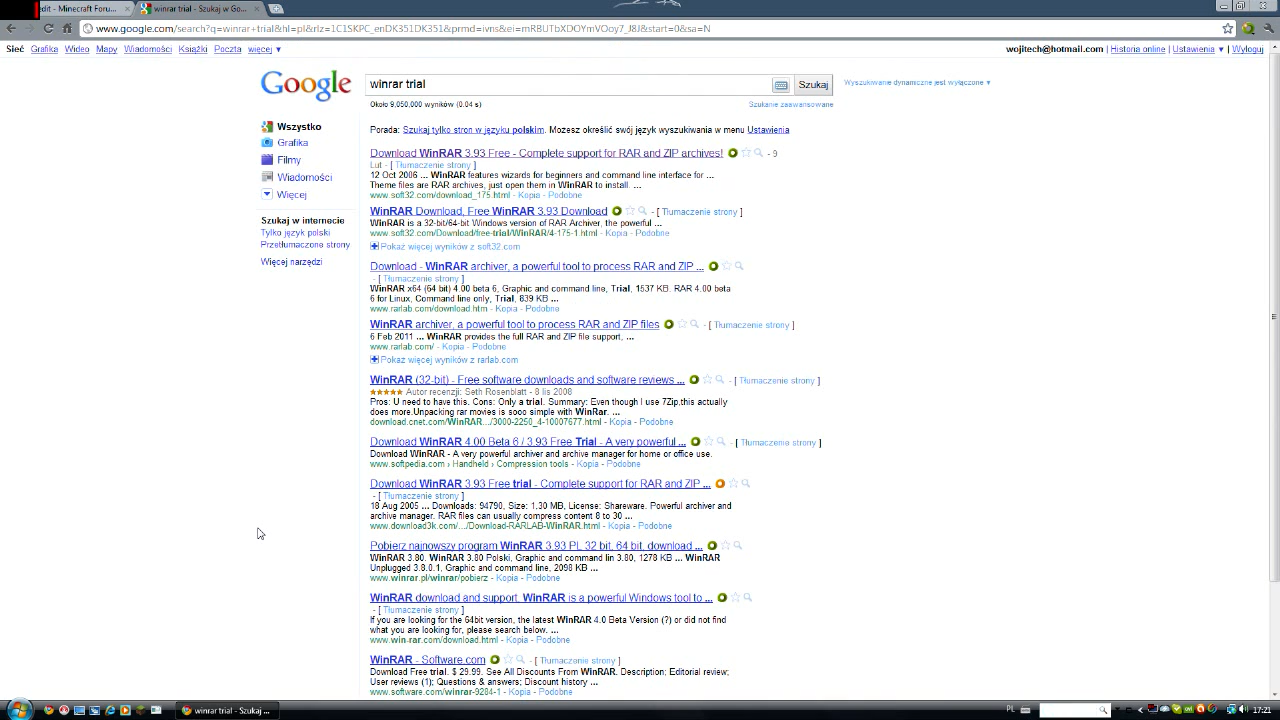 edit - Minecraft Foru...
winrar trial - Szukaj w Go...
www.google.com/search?q=winrar+trial&hl=pl&rlz=1C1SKPC_enDK351DK351&prmd=ivns&ei=mRBUTbXDOYmVOoy7_J8J&start=0&sa=N
Sieć Grafika Wideo Mapy Wiadomości Książki Poczta więcej ▼
wojitech@hotmail.com | Historia online | Ustawienia ▼ | Wyloguj
Google
winrar trial
Szukaj
Wyszukiwanie dynamiczne jest wyłączone ▼
Około 9,050,000 wyników (0.04 s)
Szukanie zaawansowane
Wszystko
Grafika
Filmy
Wiadomości
Więcej
Szukaj w internecie
Tylko język polski
Przetłumaczone strony
Więcej narzędzi
Porada: Szukaj tylko stron w języku polskim. Możesz określić swój język wyszukiwania w menu Ustawienia
Download WinRAR 3.93 Free - Complete support for RAR and ZIP archives! - 9
Lut - [ Tłumaczenie strony ]
12 Oct 2006 ... WinRAR features wizards for beginners and command line interface for ...
Theme files are RAR archives, just open them in WinRAR to install. ...
www.soft32.com/download_175.html - Kopia - Podobne
WinRAR Download, Free WinRAR 3.93 Download - [ Tłumaczenie strony ]
WinRAR is a 32-bit/64-bit Windows version of RAR Archiver, the powerful ...
www.soft32.com/Download/free-trial/WinRAR/4-175-1.html - Kopia - Podobne
Pokaż więcej wyników z soft32.com
Download - WinRAR archiver, a powerful tool to process RAR and ZIP ...
- [ Tłumaczenie strony ]
WinRAR x64 (64 bit) 4.00 beta 6, Graphic and command line, Trial, 1537 KB. RAR 4.00 beta
6 for Linux, Command line only, Trial, 839 KB ...
www.rarlab.com/download.htm - Kopia - Podobne
WinRAR archiver, a powerful tool to process RAR and ZIP files - [ Tłumaczenie strony ]
6 Feb 2011 ... WinRAR provides the full RAR and ZIP file support, ...
www.rarlab.com/ - Kopia - Podobne
Pokaż więcej wyników z rarlab.com
WinRAR (32-bit) - Free software downloads and software reviews ... - [ Tłumaczenie strony ]
★★★★★ Autor recenzji: Seth Rosenblatt - 8 lis 2008
Pros: U need to have this. Cons: Only a trial. Summary: Even though I use 7Zip,this actually
does more.Unpacking rar movies is sooo simple with WinRar. ...
download.cnet.com/WinRAR.../3000-2250_4-10007677.html - Kopia - Podobne
Download WinRAR 4.00 Beta 6 / 3.93 Free Trial - A very powerful ... - [ Tłumaczenie strony ]
Download WinRAR - A very powerful archiver and archive manager for home or office use.
www.softpedia.com › Handheld › Compression tools - Kopia - Podobne
Download WinRAR 3.93 Free trial - Complete support for RAR and ZIP ...
- [ Tłumaczenie strony ]
18 Aug 2005 ... Downloads: 94790, Size: 1.30 MB, License: Shareware. Powerful archiver and
archive manager. RAR files can usually compress content 8 to 30 ...
www.download3k.com/.../Download-RARLAB-WinRAR.html - Kopia - Podobne
Pobierz najnowszy program WinRAR 3.93 PL 32 bit, 64 bit, download ...
WinRAR 3.80, WinRAR 3.80 Polski, Graphic and command lin 3.80, 1278 KB ... WinRAR
Unplugged 3.8.0.1, Graphic and command line, 2098 KB ...
www.winrar.pl/winrar/pobierz - Kopia - Podobne
WinRAR download and support, WinRAR is a powerful Windows tool to ...
- [ Tłumaczenie strony ]
If you are looking for the 64bit version, the latest WinRAR 4.0 Beta Version (?) or did not find
what you are looking for, please search below. ...
www.win-rar.com/download.html - Kopia - Podobne
WinRAR - Software.com - [ Tłumaczenie strony ]
Download Free trial. $ 29.99. See All Discounts From WinRAR. Description; Editorial review;
User reviews (1); Questions & answers; Discount history ...
www.software.com/winrar-9284-1 - Kopia - Podobne
winrar trial - Szukaj ...
PL
17:21